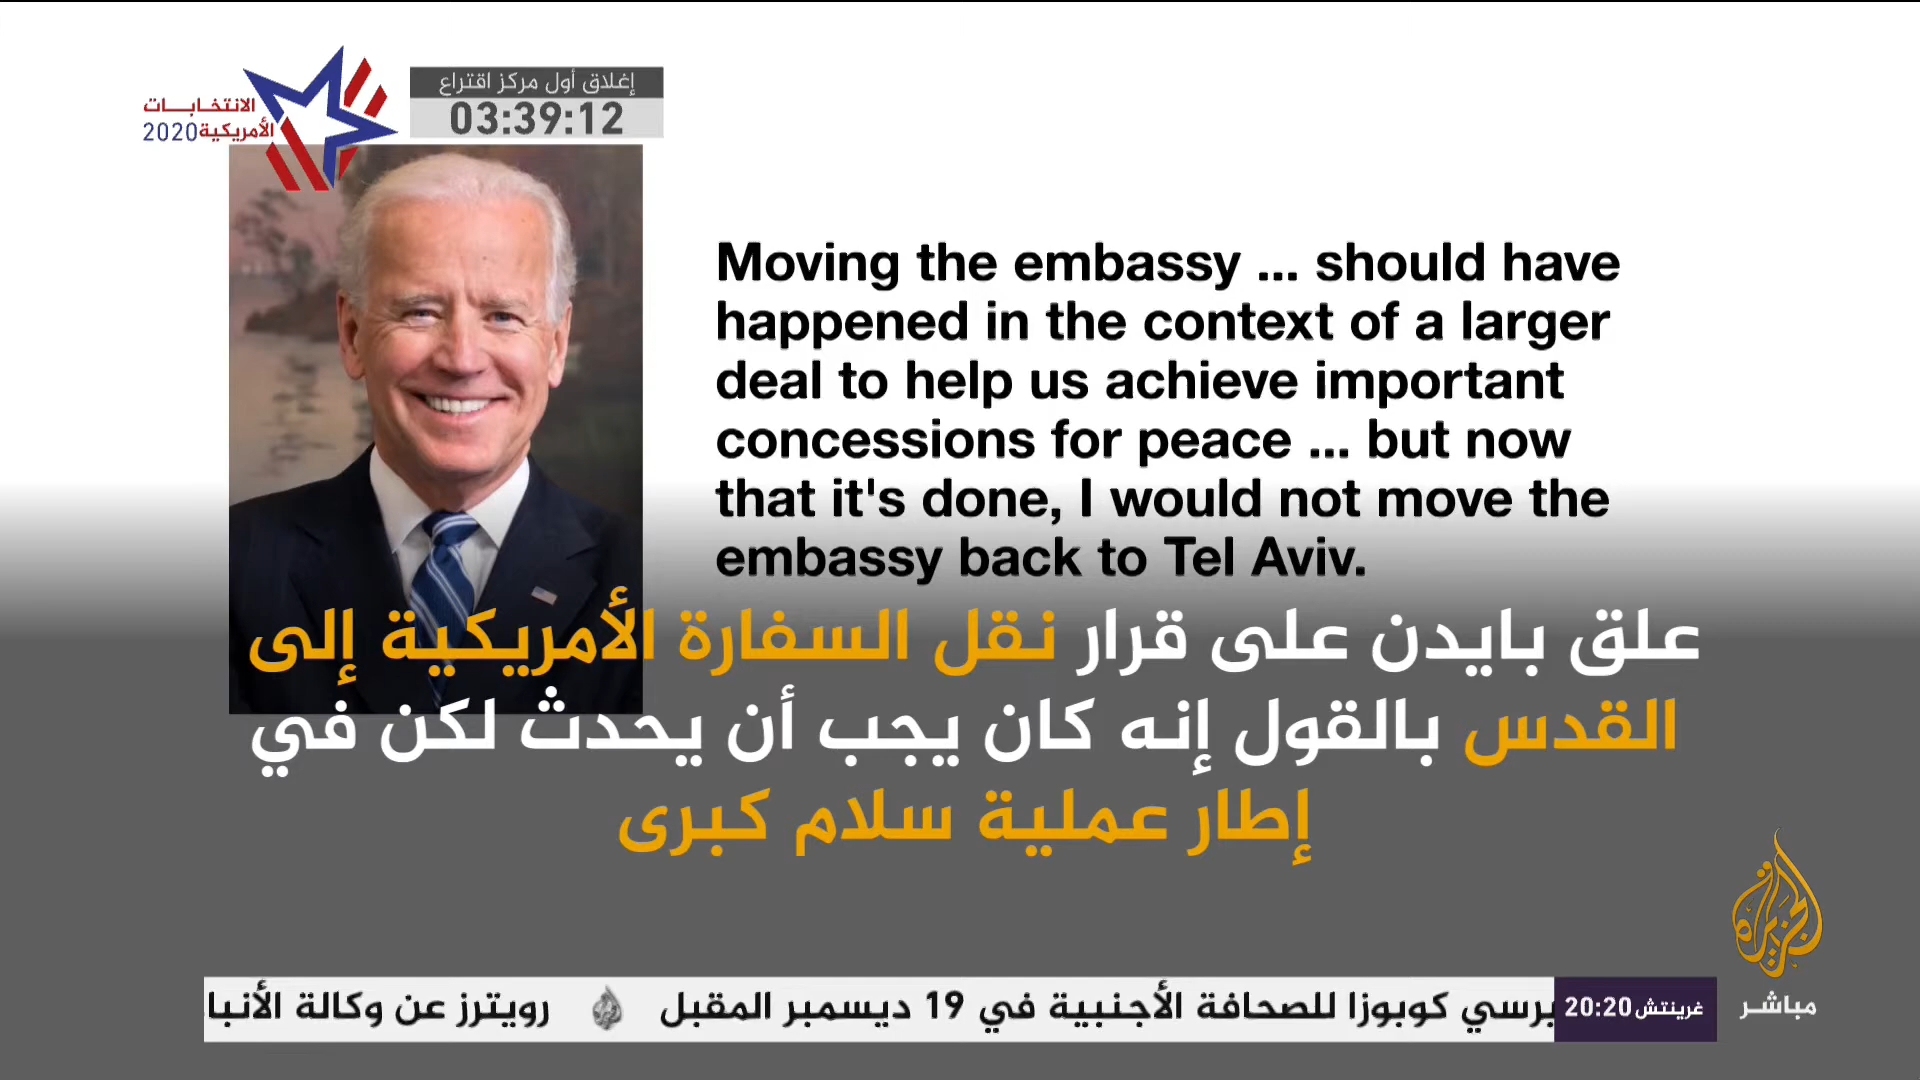 الانتخابات
الأمريكية2020
إغلاق أول مركز اقتراع
03:39:12
Moving the embassy ... should have
happened in the context of a larger
deal to help us achieve important
concessions for peace ... but now
that it's done, I would not move the
embassy back to Tel Aviv.
علق بايدن على قرار نقل السفارة الأمريكية إلى
القدس بالقول إنه كان يجب أن يحدث لكن في
إطار عملية سلام كبرى
الجزيرة
مباشر
غرينتش 20:20
يرسي كوبوزا للصحافة الأجنبية في 19 ديسمبر المقبل رويترز عن وكالة الأنبا